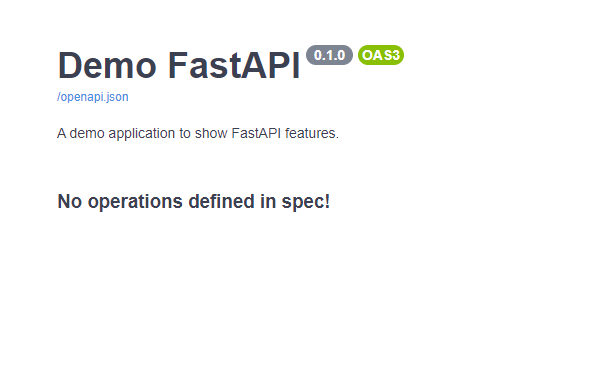 Demo FastAPI 0.1.0 OAS3
/openapi.json
A demo application to show FastAPI features.
No operations defined in spec!